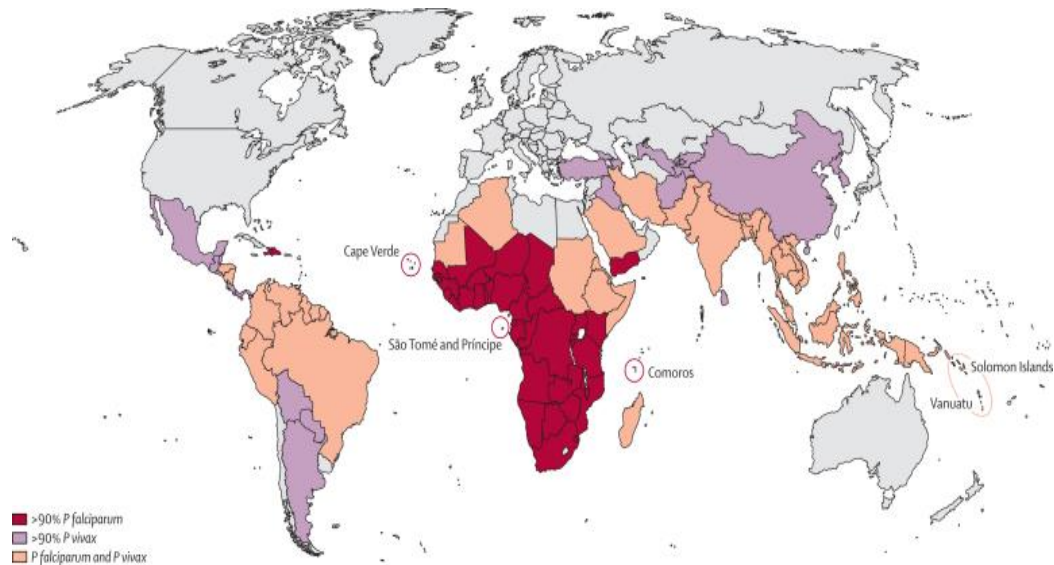 Cape Verde
São Tomé and Príncipe
Comoros
Solomon Islands
Vanuatu
>90% P falciparum
>90% P vivax
P falciparum and P vivax